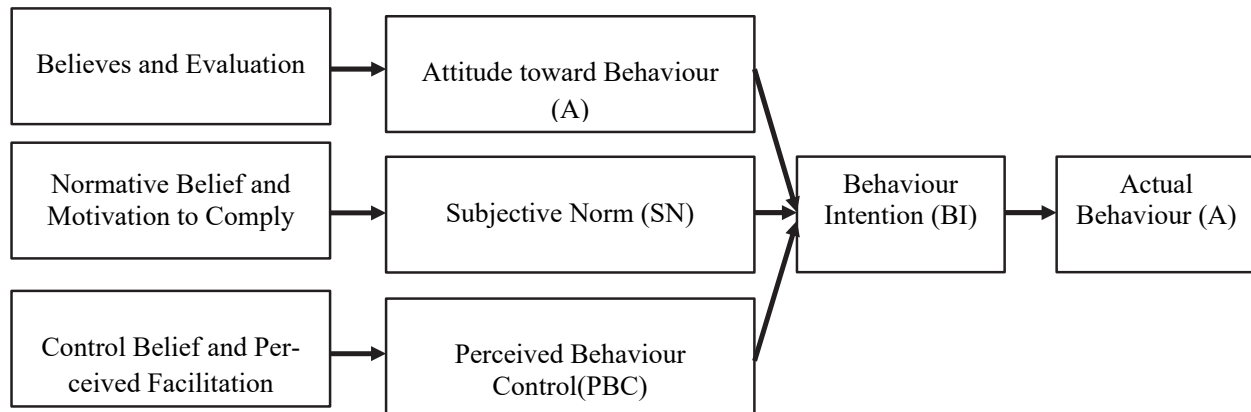 Believes and Evaluation
Attitude toward Behaviour
(A)
Normative Belief and
Motivation to Comply
Subjective Norm (SN)
Behaviour
Intention (BI)
Actual
Behaviour (A)
Control Belief and Per-
ceived Facilitation
Perceived Behaviour
Control(PBC)